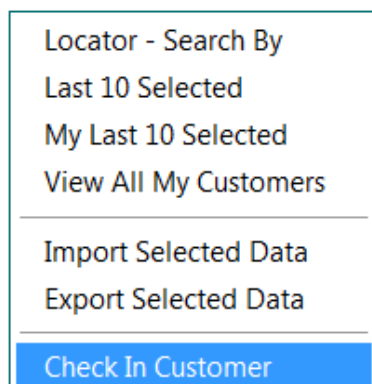 Locator - Search By
Last 10 Selected
My Last 10 Selected
View All My Customers
Import Selected Data
Export Selected Data
Check In Customer